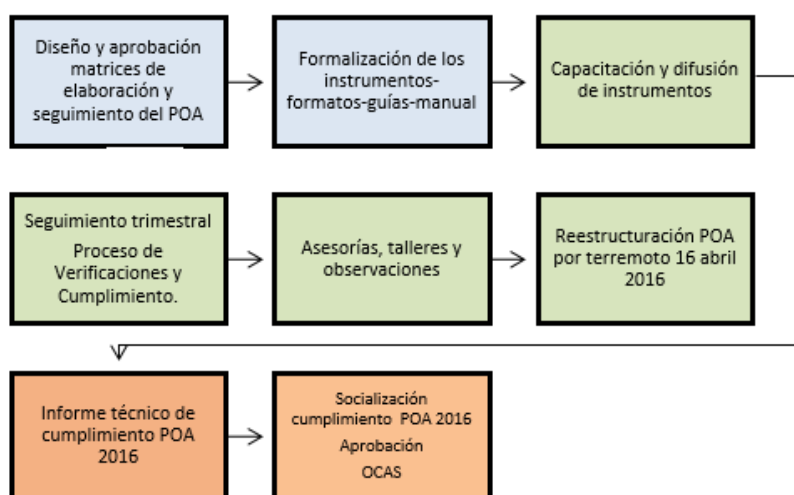 Diseño y aprobación
matrices de
elaboración y
seguimiento del POA
Formalización de los
instrumentos-
formatos-guías-manual
Capacitación y difusión
de instrumentos
Seguimiento trimestral
Proceso de
Verificaciones y
Cumplimiento.
Asesorías, talleres y
observaciones
Reestructuración POA
por terremoto 16 abril
2016
Informe técnico de
cumplimiento POA
2016
Socialización
cumplimiento POA 2016
Aprobación
OCAS